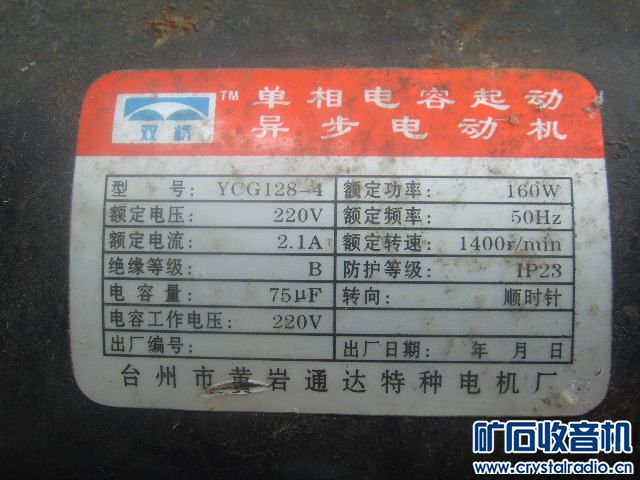 双桥 TM 单相电容起动
异步电动机
型 号: YCG128-4 额定功率: 160W
额定电压: 220V 额定频率: 50Hz
额定电流: 2.1A 额定转速: 1400r/min
绝缘等级: B 防护等级: IP23
电容量: 75μF 转向: 顺时针
电容工作电压: 220V
出厂编号: 出厂日期: 年 月 日
台州市黄岩通达特种电机厂
矿石收音机
www.crystalradio.cn